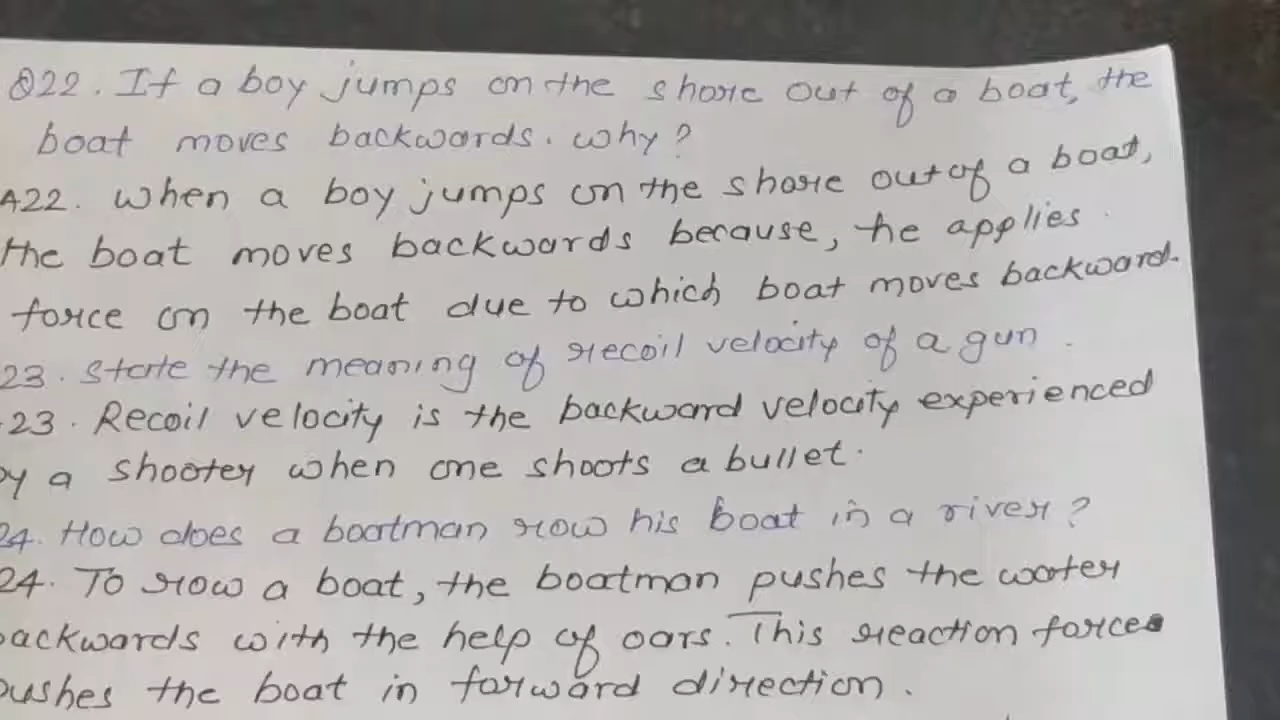 Q22. If a boy jumps on the shore out of a boat, the
boat moves backwards. why?
A22. When a boy jumps on the shore out of a boat,
the boat moves backwards because, he applies
force on the boat due to which boat moves backward.
23. State the meaning of recoil velocity of a gun.
23. Recoil velocity is the backward velocity experienced
by a shooter when one shoots a bullet.
24. How does a boatman row his boat in a river?
24. To row a boat, the boatman pushes the water
backwards with the help of oars. This reaction force
pushes the boat in forward direction.